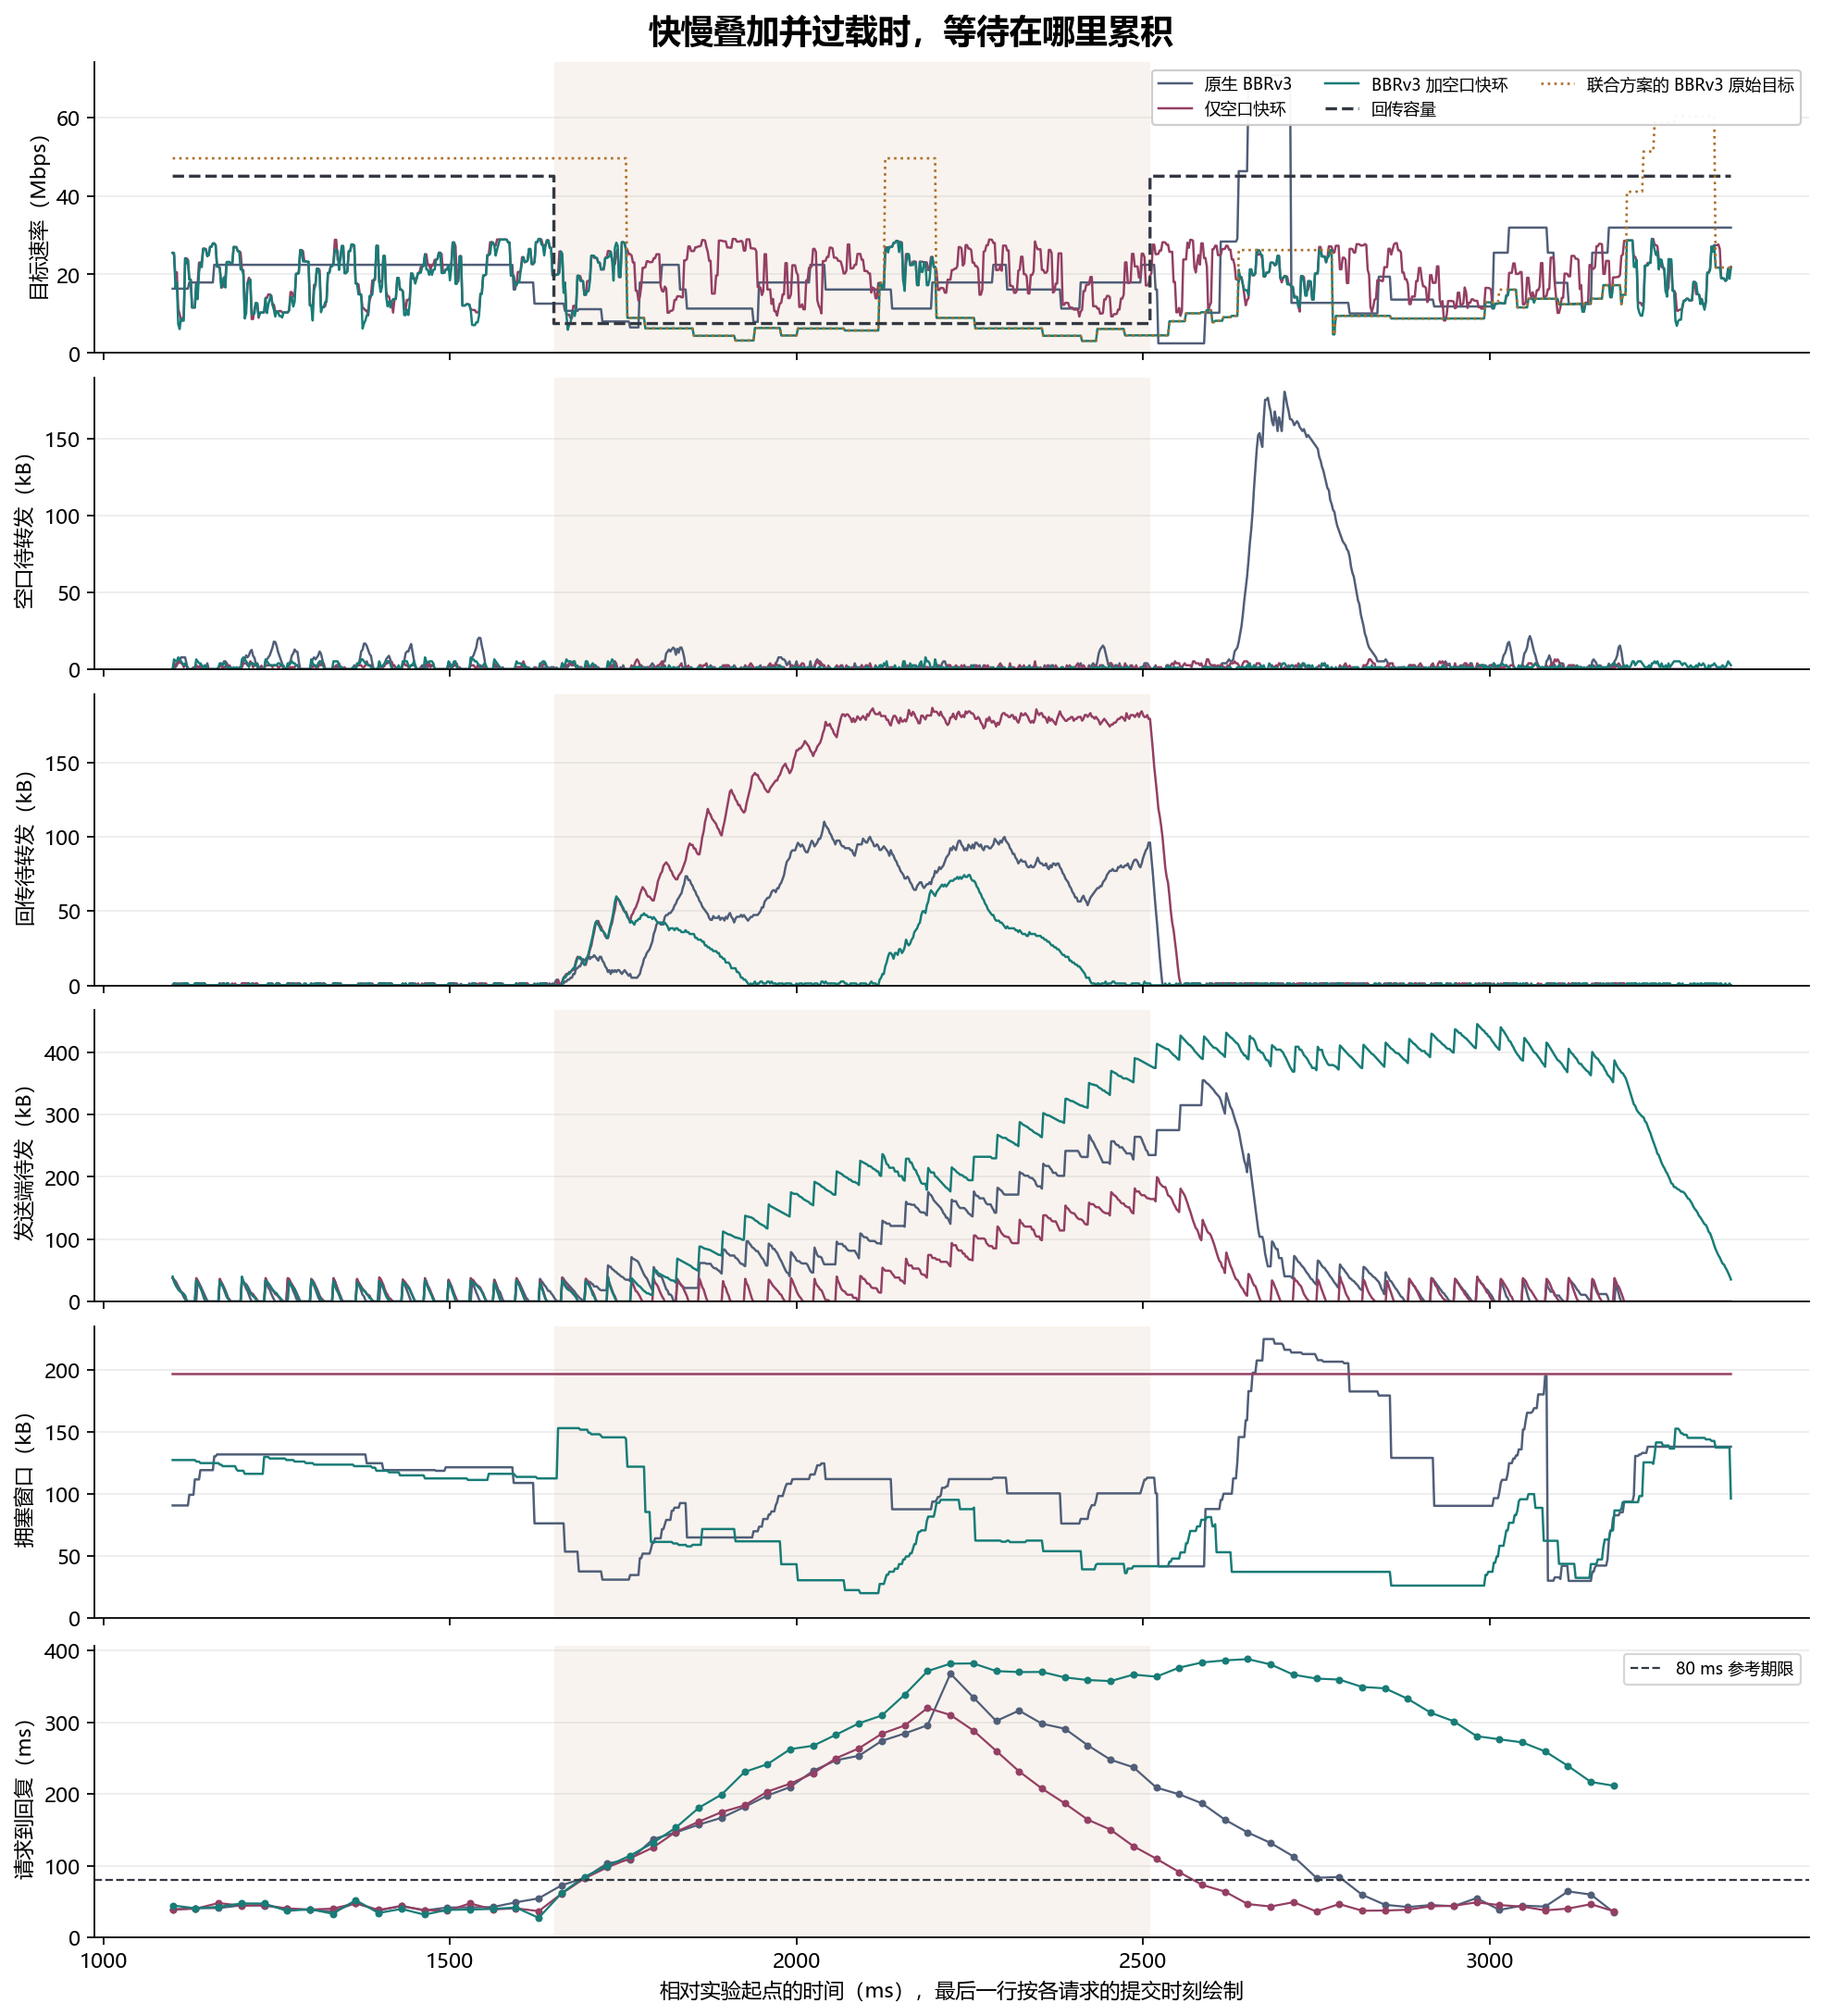 快慢叠加并过载时，等待在哪里累积
原生 BBRv3
仅空口快环
BBRv3 加空口快环
回传容量
联合方案的 BBRv3 原始目标
目标速率（Mbps）
60
40
20
0
空口待转发（kB）
150
100
50
0
回传待转发（kB）
150
100
50
0
发送端待发（kB）
400
300
200
100
0
拥塞窗口（kB）
200
150
100
50
0
请求到回复（ms）
400
300
200
100
0
80 ms 参考期限
1000 1500 2000 2500 3000
相对实验起点的时间（ms），最后一行按各请求的提交时刻绘制